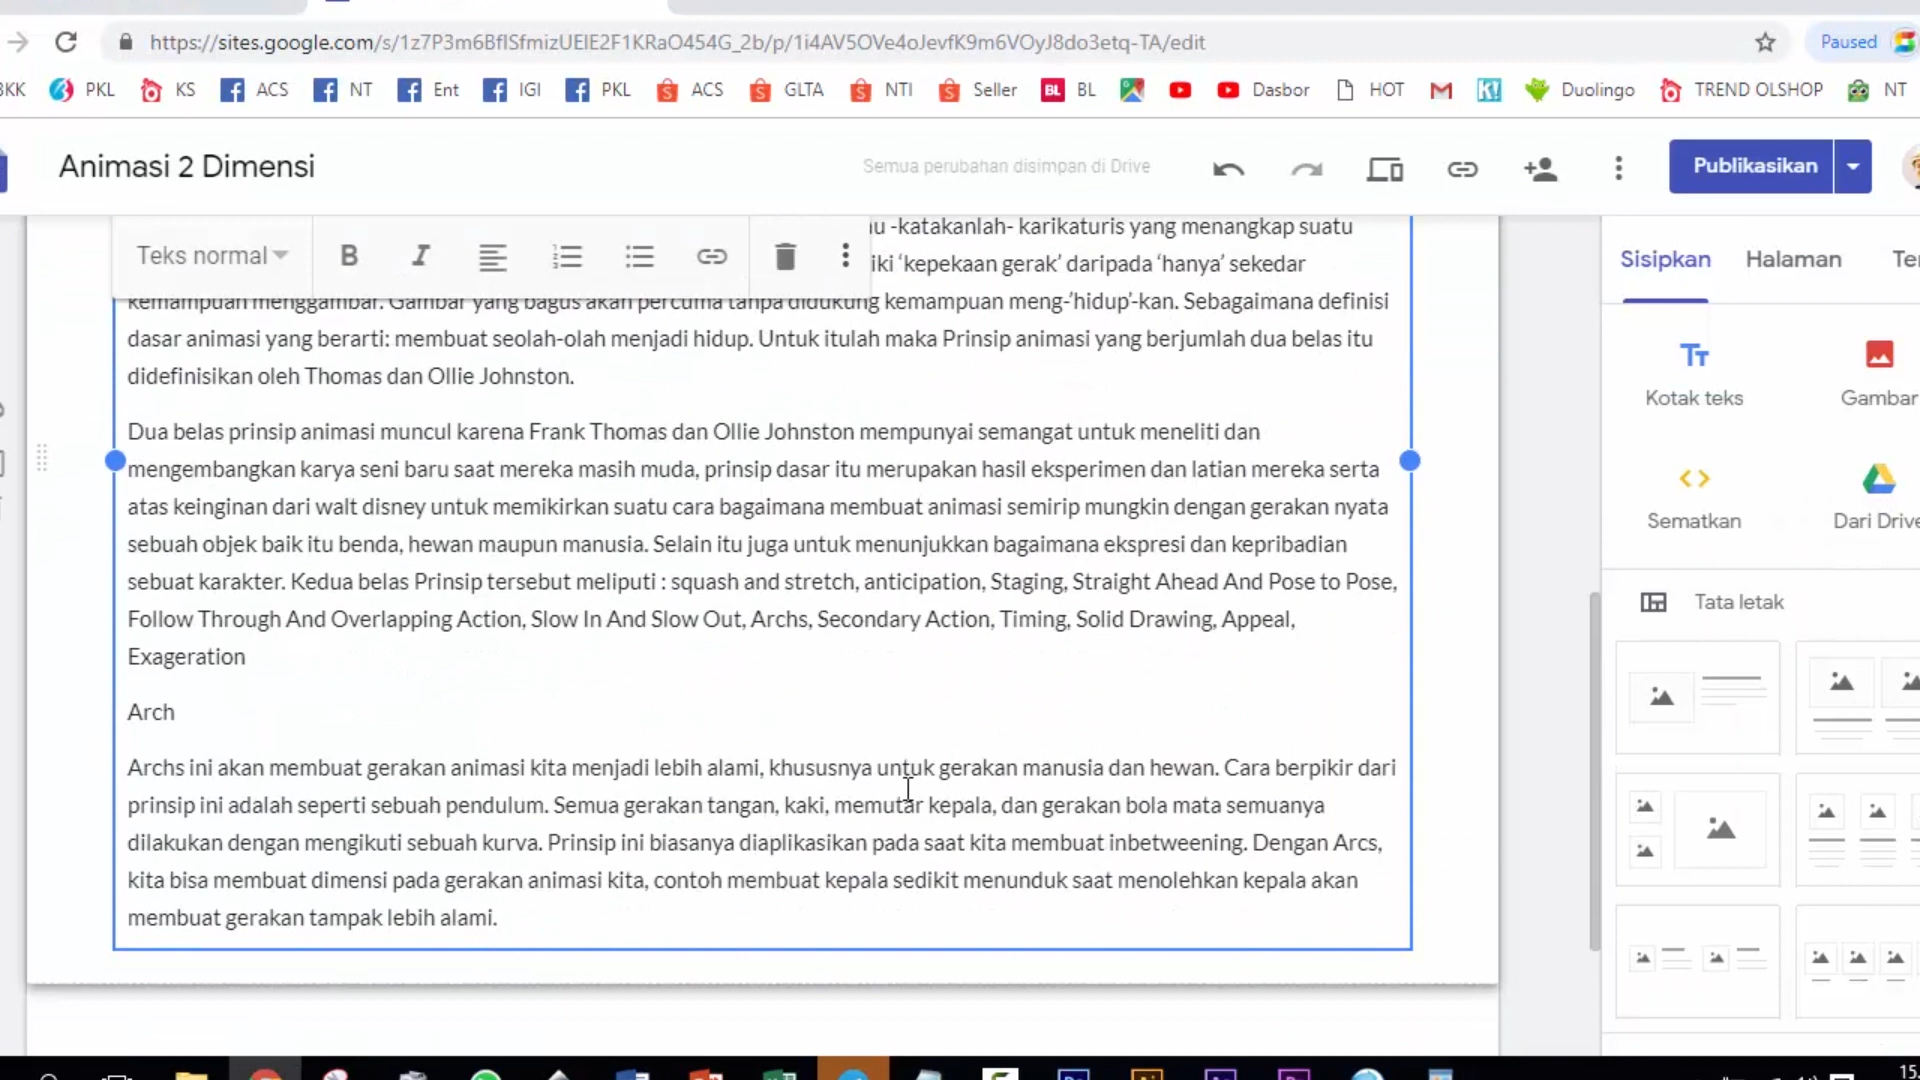 https://sites.google.com/s/1z7P3m6BflSfmizUEIE2F1KRaO454G_2b/p/1i4AV5OVe4oJevfK9m6VOyJ8do3etq-TA/edit
Paused
PKL KS ACS NT Ent IGI PKL ACS GLTA NTI Seller BL BL Dasbor HOT K! Duolingo TREND OLSHOP NT
Animasi 2 Dimensi
Semua perubahan disimpan di Drive
Publikasikan
-katakanlah- karikaturis yang menangkap suatu
Teks normal B I
‘kepekaan gerak’ daripada ‘hanya’ sekedar
kemampuan menggambar. Gambar yang bagus akan percuma tanpa didukung kemampuan meng-’hidup’-kan. Sebagaimana definisi
dasar animasi yang berarti: membuat seolah-olah menjadi hidup. Untuk itulah maka Prinsip animasi yang berjumlah dua belas itu
didefinisikan oleh Thomas dan Ollie Johnston.
Dua belas prinsip animasi muncul karena Frank Thomas dan Ollie Johnston mempunyai semangat untuk meneliti dan
mengembangkan karya seni baru saat mereka masih muda, prinsip dasar itu merupakan hasil eksperimen dan latian mereka serta
atas keinginan dari walt disney untuk memikirkan suatu cara bagaimana membuat animasi semirip mungkin dengan gerakan nyata
sebuah objek baik itu benda, hewan maupun manusia. Selain itu juga untuk menunjukkan bagaimana ekspresi dan kepribadian
sebuat karakter. Kedua belas Prinsip tersebut meliputi : squash and stretch, anticipation, Staging, Straight Ahead And Pose to Pose,
Follow Through And Overlapping Action, Slow In And Slow Out, Archs, Secondary Action, Timing, Solid Drawing, Appeal,
Exageration
Arch
Archs ini akan membuat gerakan animasi kita menjadi lebih alami, khususnya untuk gerakan manusia dan hewan. Cara berpikir dari
prinsip ini adalah seperti sebuah pendulum. Semua gerakan tangan, kaki, memutar kepala, dan gerakan bola mata semuanya
dilakukan dengan mengikuti sebuah kurva. Prinsip ini biasanya diaplikasikan pada saat kita membuat inbetweening. Dengan Arcs,
kita bisa membuat dimensi pada gerakan animasi kita, contoh membuat kepala sedikit menunduk saat menolehkan kepala akan
membuat gerakan tampak lebih alami.
Sisipkan Halaman
Kotak teks Gambar
Sematkan Dari Drive
Tata letak